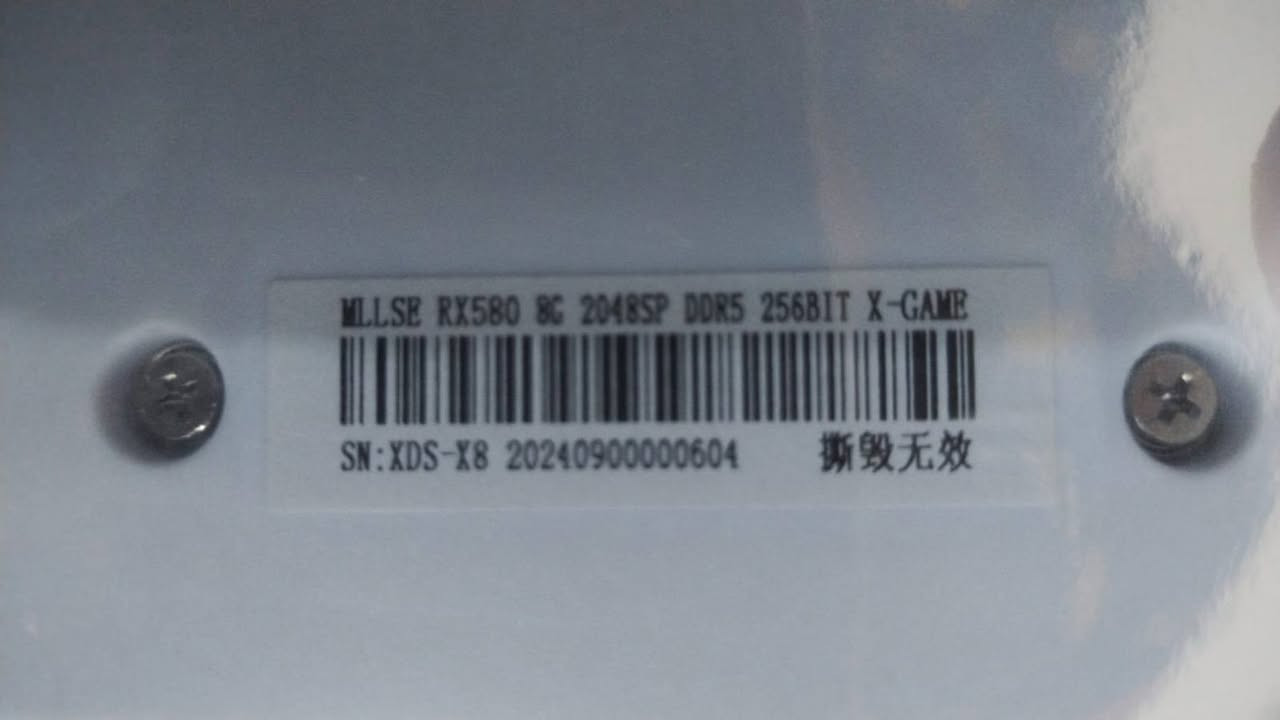 MLLSE RX580 8G 2048SP DDR5 256BIT X-GAME
SN:XDS-X8 20240900000604 撕毁无效